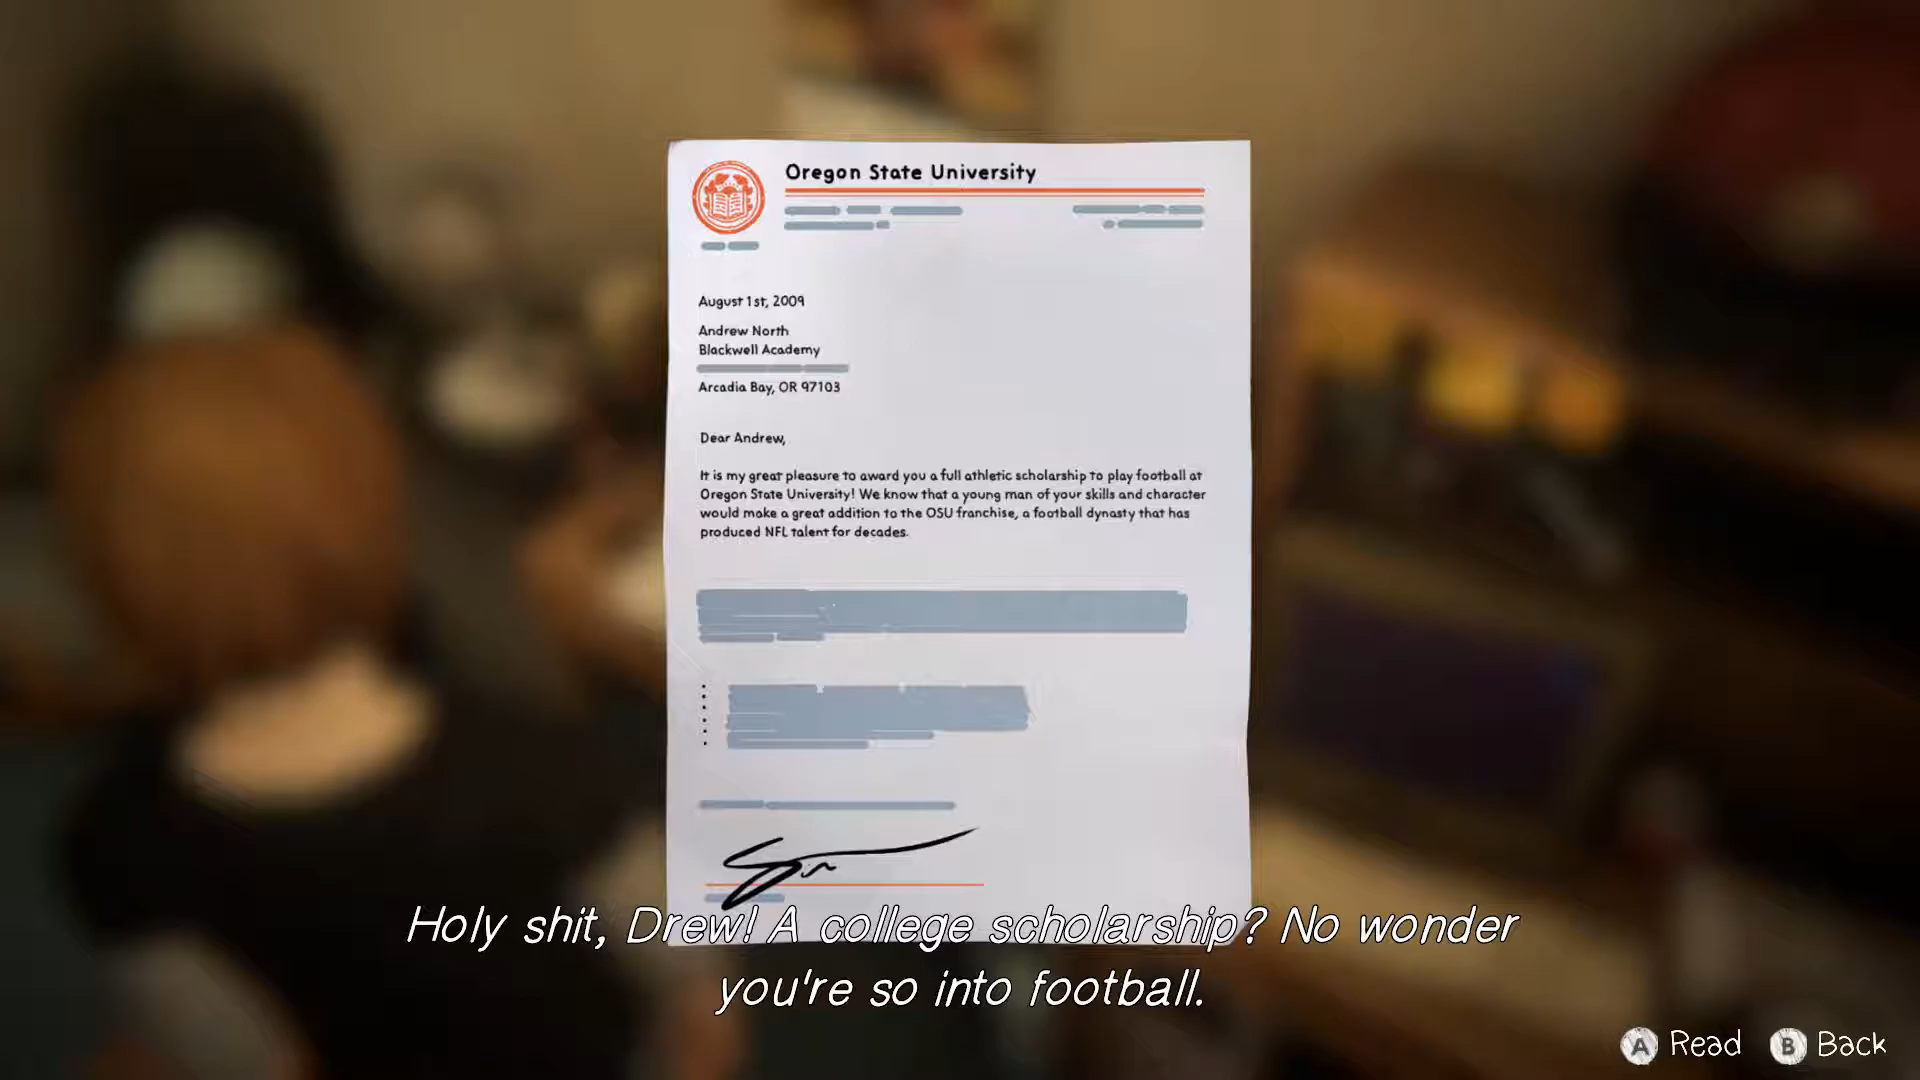 Oregon State University
August 1st, 2009
Andrew North
Blackwell Academy
Arcadia Bay, OR 97103
Dear Andrew,
It is my great pleasure to award you a full athletic scholarship to play football at
Oregon State University! We know that a young man of your skills and character
would make a great addition to the OSU franchise, a football dynasty that has
produced NFL talent for decades.
Holy shit, Drew! A college scholarship? No wonder
you're so into football.
A Read B Back